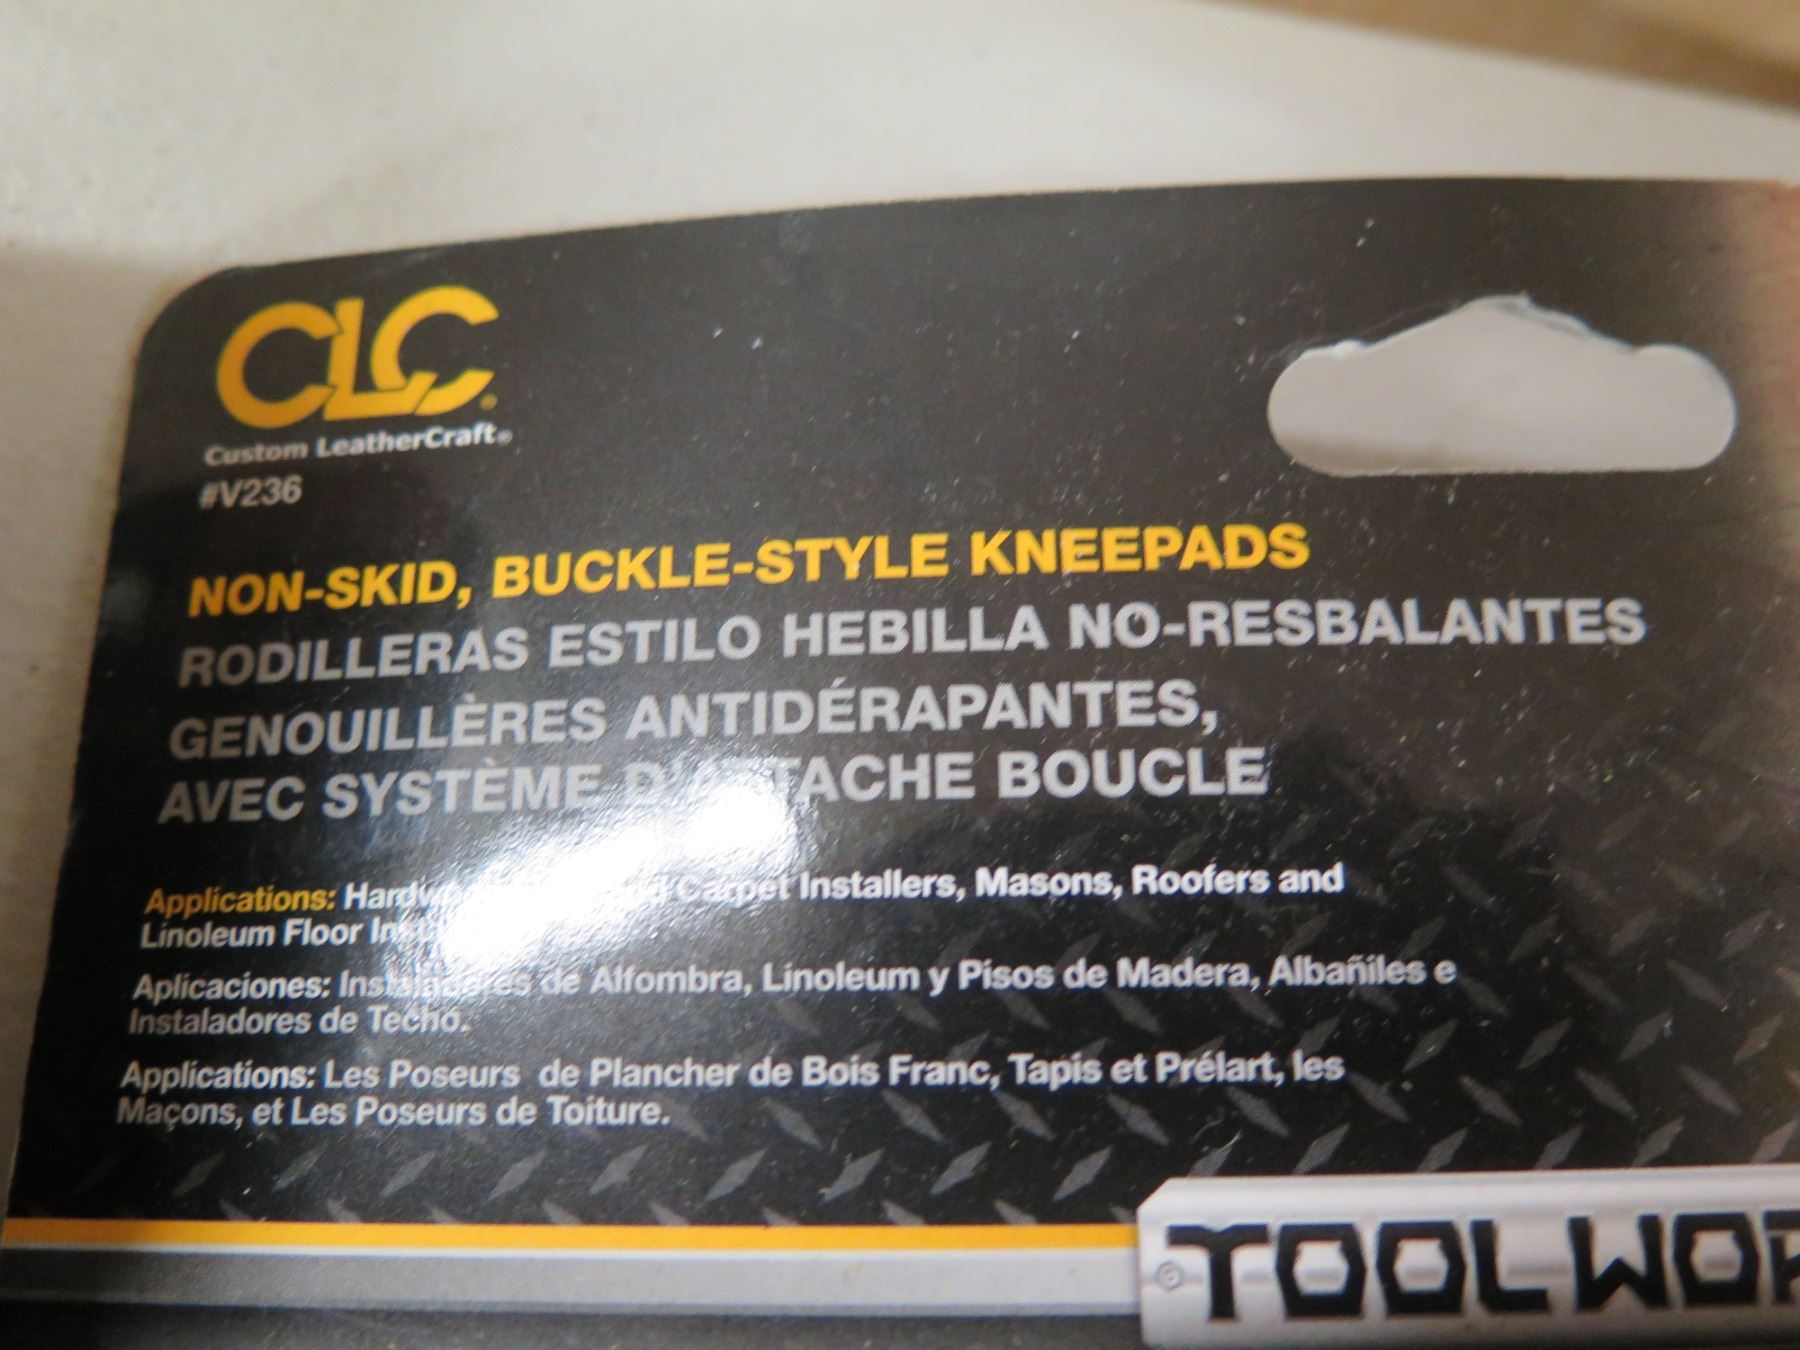 CLC
Custom LeatherCraft®
#V236
NON-SKID, BUCKLE-STYLE KNEEPADS
RODILLERAS ESTILO HEBILLA NO-RESBALANTES
GENOUILLÈRES ANTIDÉRAPANTES,
AVEC SYSTÈME D'ATTACHE BOUCLE
Applications: Carpet Installers, Masons, Roofers and
Linoleum Floor
Aplicaciones: Instaladores de Alfombra, Linoleum y Pisos de Madera, Albañiles e
Instaladores de Techo.
Applications: Les Poseurs de Plancher de Bois Franc, Tapis et Prélart, les
Maçons, et Les Poseurs de Toiture.